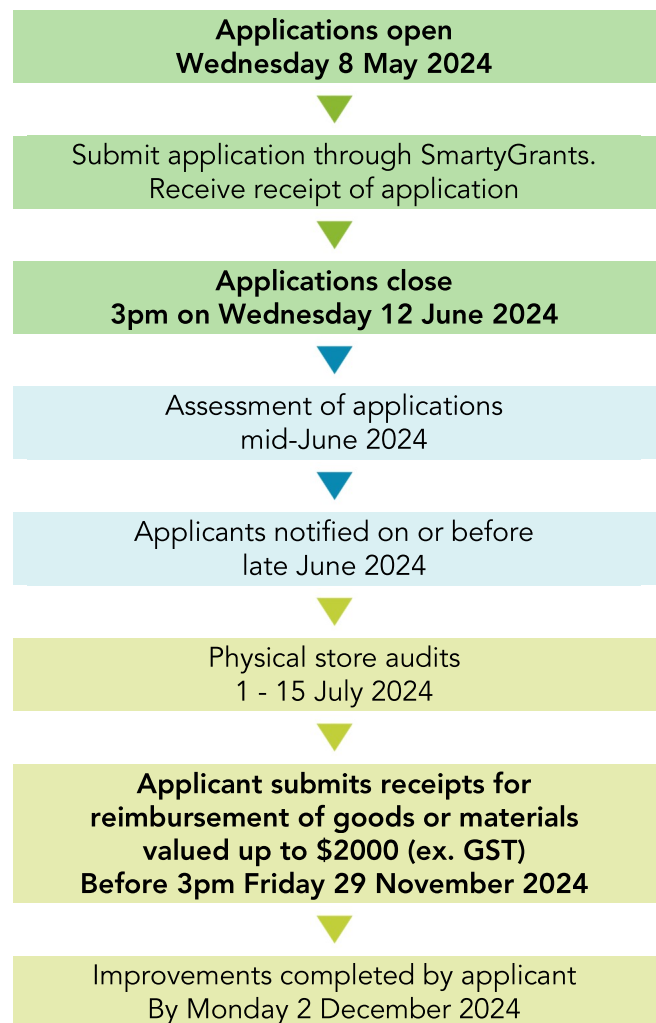 Applications open
Wednesday 8 May 2024
Submit application through SmartyGrants.
Receive receipt of application
Applications close
3pm on Wednesday 12 June 2024
Assessment of applications
mid-June 2024
Applicants notified on or before
late June 2024
Physical store audits
1 - 15 July 2024
Applicant submits receipts for
reimbursement of goods or materials
valued up to $2000 (ex. GST)
Before 3pm Friday 29 November 2024
Improvements completed by applicant
By Monday 2 December 2024